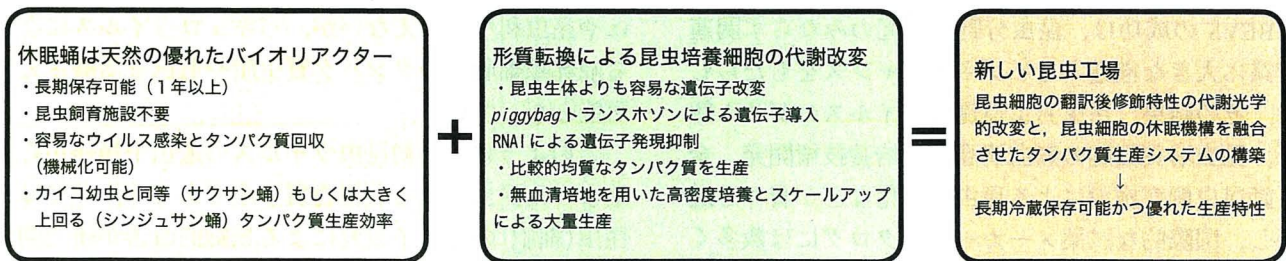 休眠蛹は天然の優れたバイオリアクター
・長期保存可能（1年以上）
・昆虫飼育施設不要
・容易なウイルス感染とタンパク質回収
（機械化可能）
・カイコ幼虫と同等（サクサン蛹）もしくは大きく
上回る（シンジュサン蛹）タンパク質生産効率
+
形質転換による昆虫培養細胞の代謝改変
・昆虫生体よりも容易な遺伝子改変
piggybagトランスホゾンによる遺伝子導入
RNAiによる遺伝子発現抑制
・比較的均質なタンパク質を生産
・無血清培地を用いた高密度培養とスケールアップ
による大量生産
=
新しい昆虫工場
昆虫細胞の翻訳後修飾特性の代謝光学
的改変と，昆虫細胞の休眠機構を融合
させたタンパク質生産システムの構築
↓
長期冷蔵保存可能かつ優れた生産特性